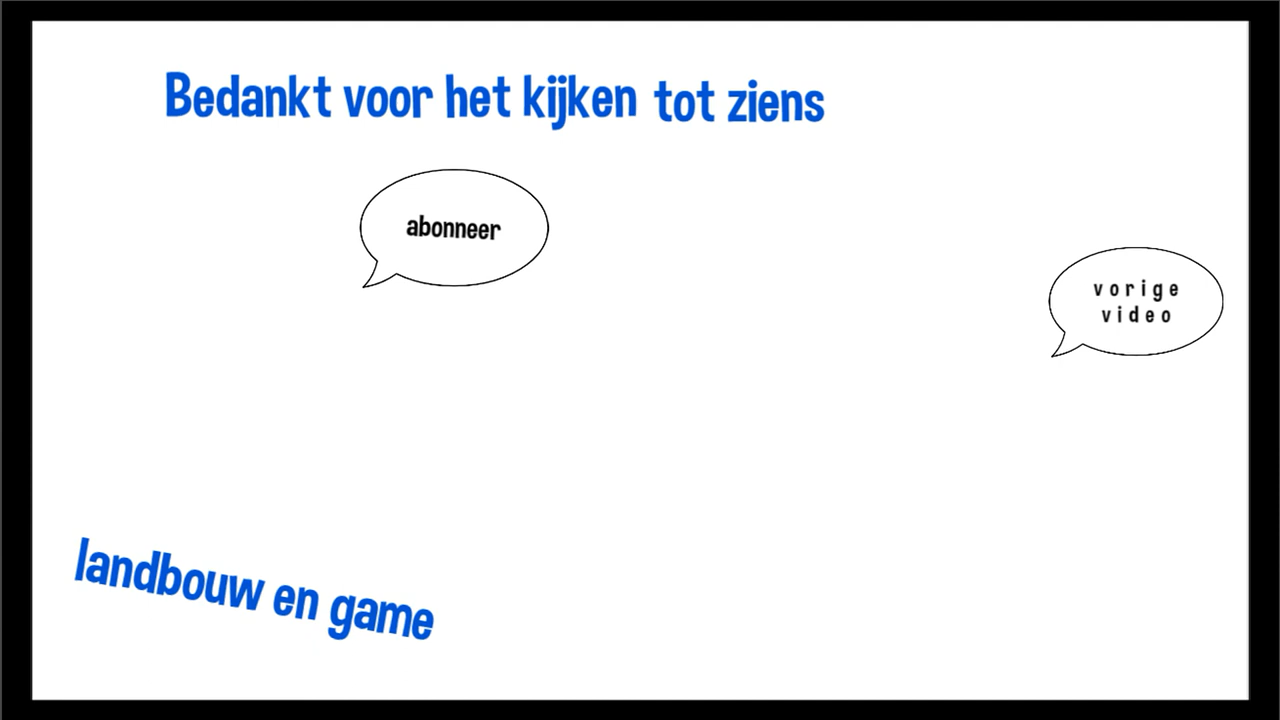 Bedankt voor het kijken tot ziens
abonneer
vorige
video
landbouw en game